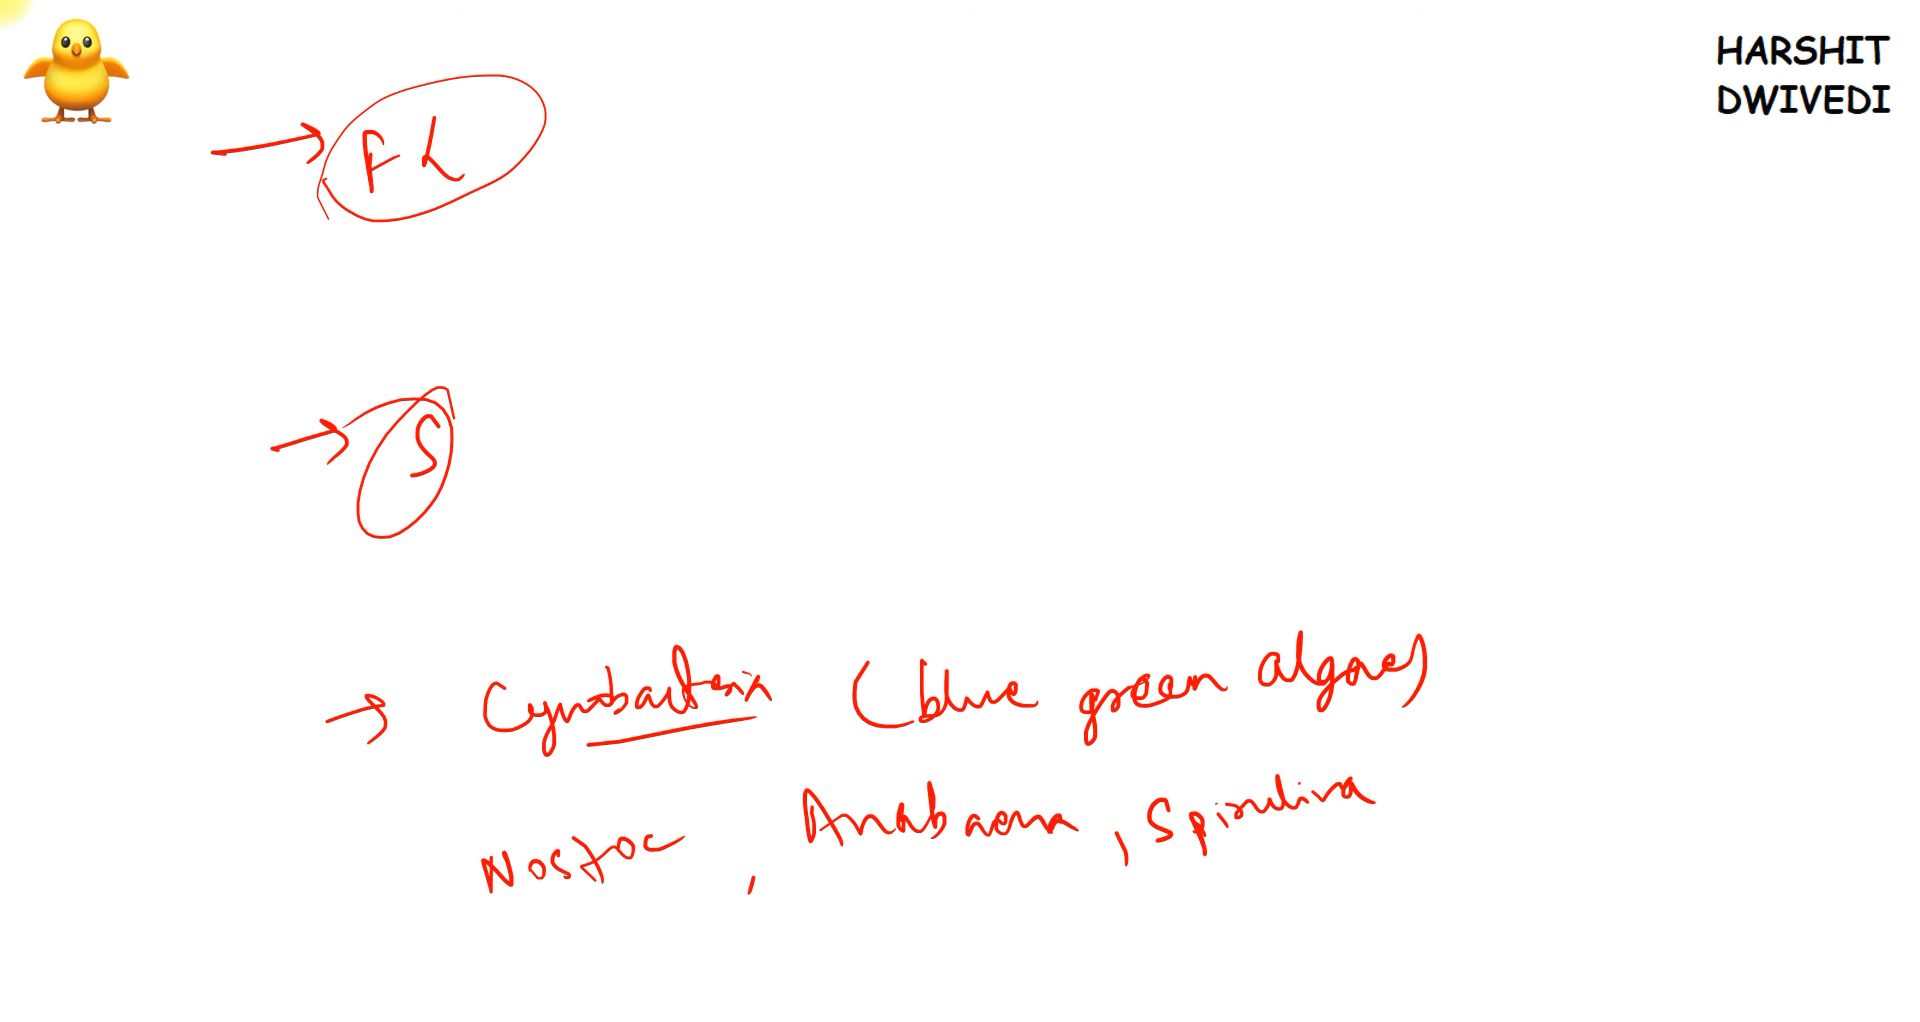 HARSHIT
DWIVEDI
FL
S
Cynobacteria (blue green algae)
Nostoc, Anabaena, Spirulina